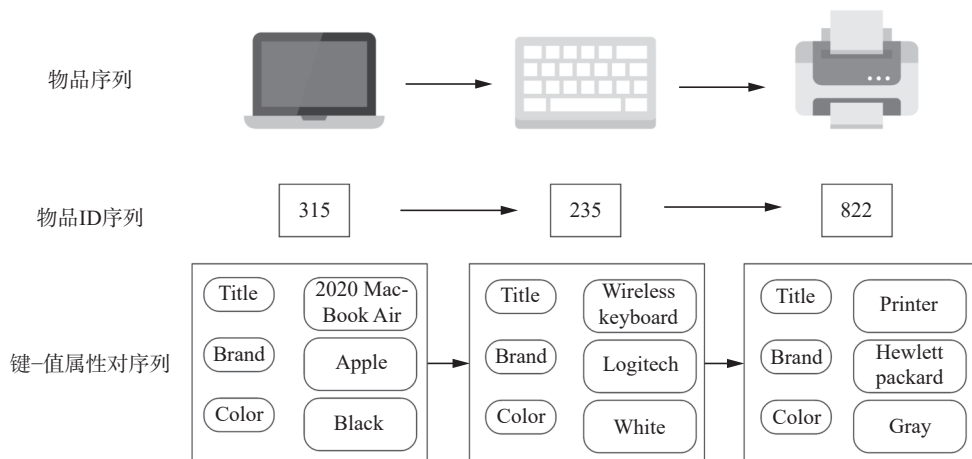 物品序列
物品ID序列
315
235
822
键–值属性对序列
Title
2020 Mac-
Book Air
Brand
Apple
Color
Black
Title
Wireless
keyboard
Brand
Logitech
Color
White
Title
Printer
Brand
Hewlett
packard
Color
Gray